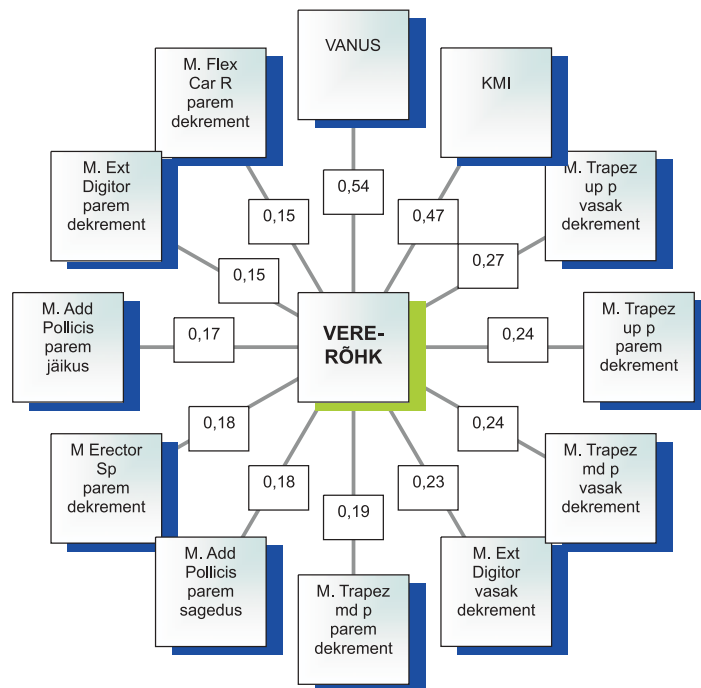 VANUS
KMI
M. Flex
Car R
parem
dekrement
M. Ext
Digitor
parem
dekrement
M. Trapez
up p
vasak
dekrement
0,54
0,15
0,47
0,27
0,15
M. Add
Pollicis
parem
jäikus
0,17
VERE-
RÕHK
0,24
M. Trapez
up p
parem
dekrement
0,18
0,24
M Erector
Sp
parem
dekrement
M. Trapez
md p
vasak
dekrement
0,18
0,23
0,19
M. Add
Pollicis
parem
sagedus
M. Ext
Digitor
vasak
dekrement
M. Trapez
md p
parem
dekrement